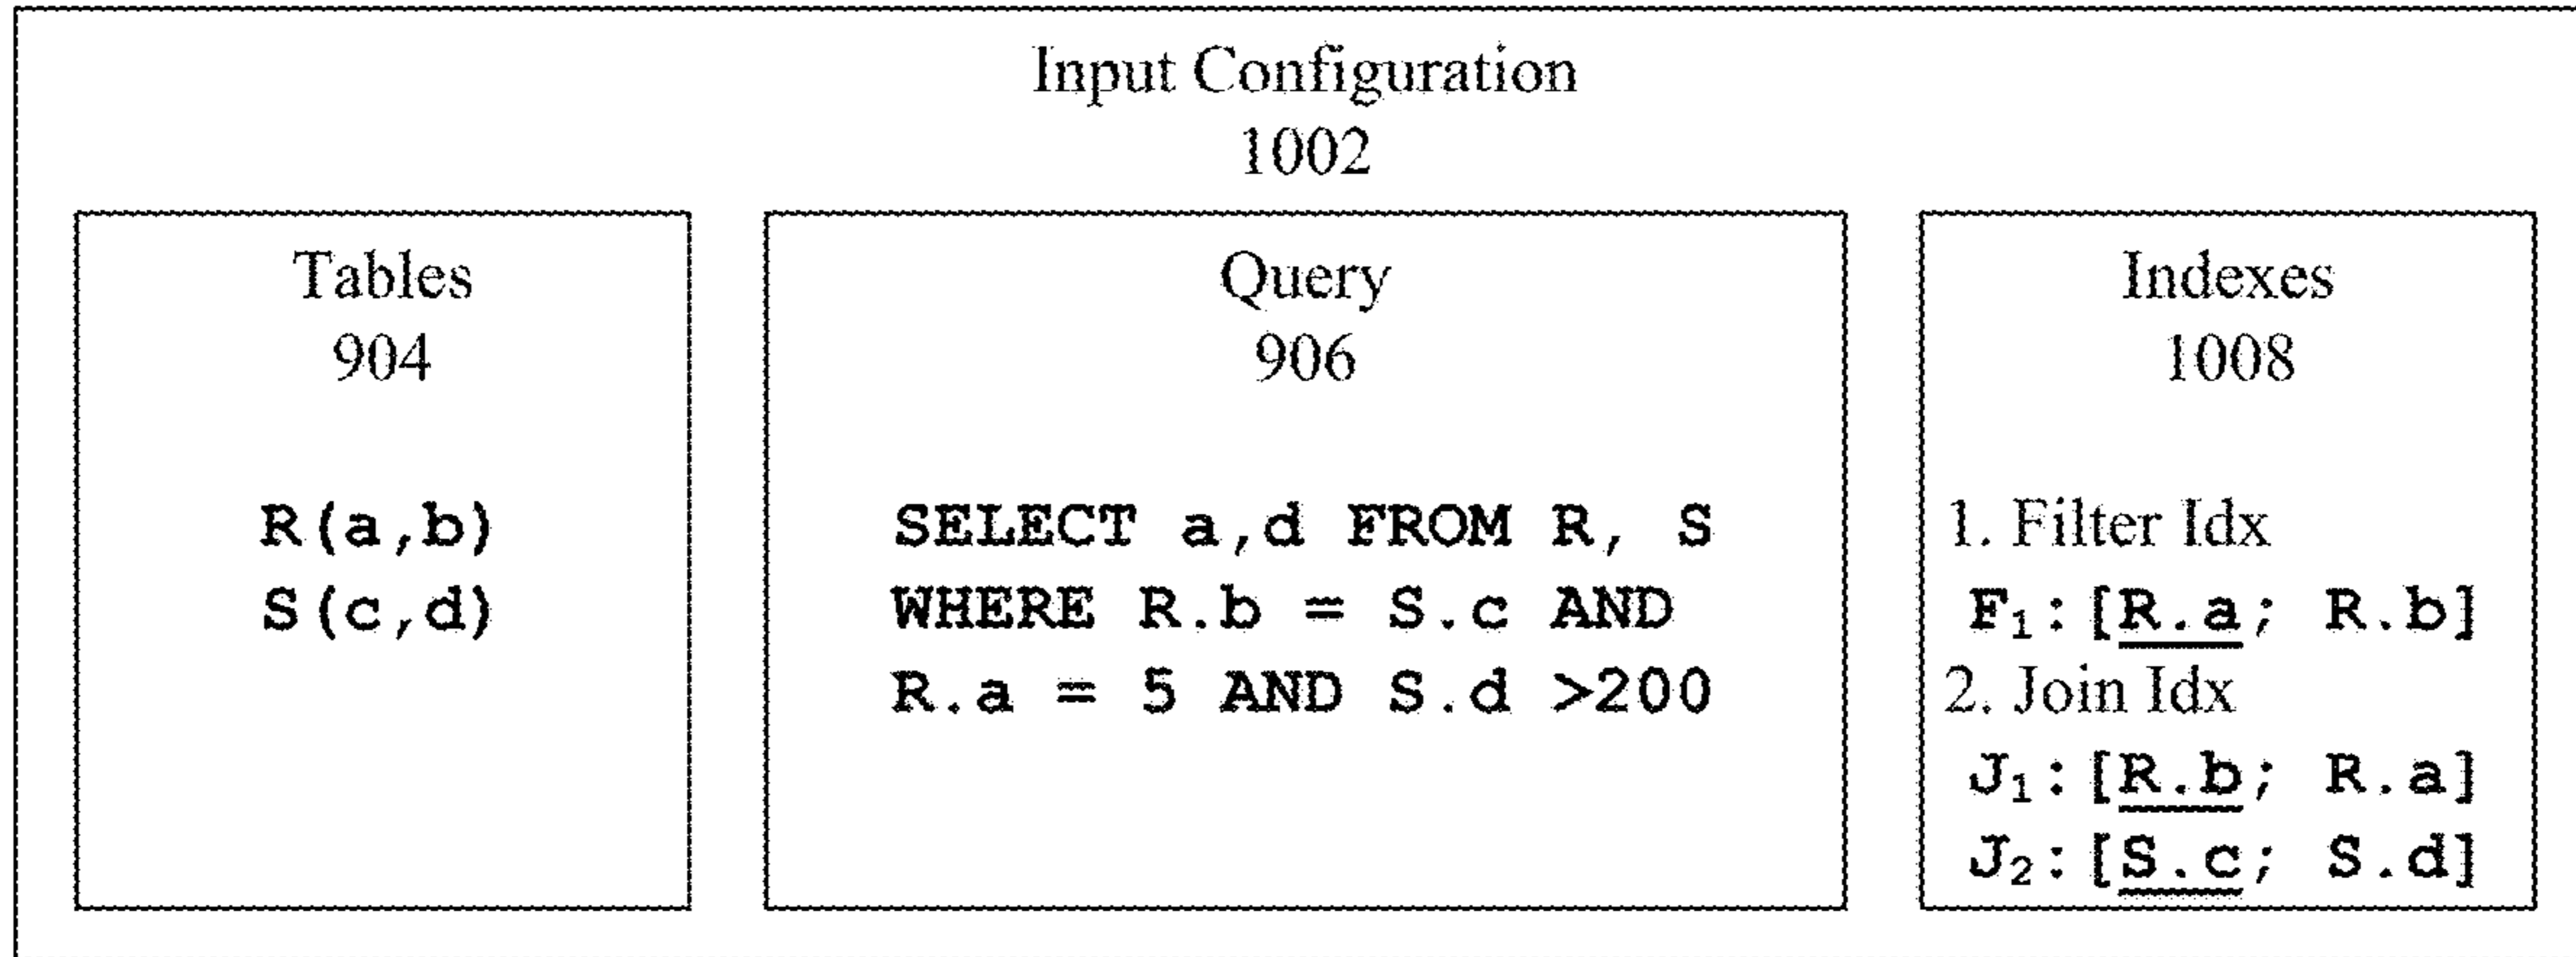 Input Configuration
1002
Tables
904
R(a,b)
S(c,d)
Query
906
SELECT a,d FROM R, S
WHERE R.b = S.c AND
R.a = 5 AND S.d >200
Indexes
1008
1. Filter Idx
F₁:[R.a; R.b]
2. Join Idx
J₁:[R.b; R.a]
J₂:[S.c; S.d]